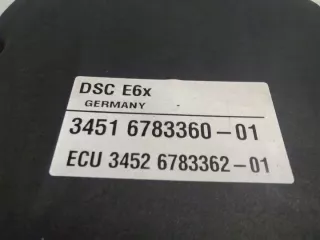 DSC E6x
GERMANY
3451 6783360-01
ECU 3452 6783362-01